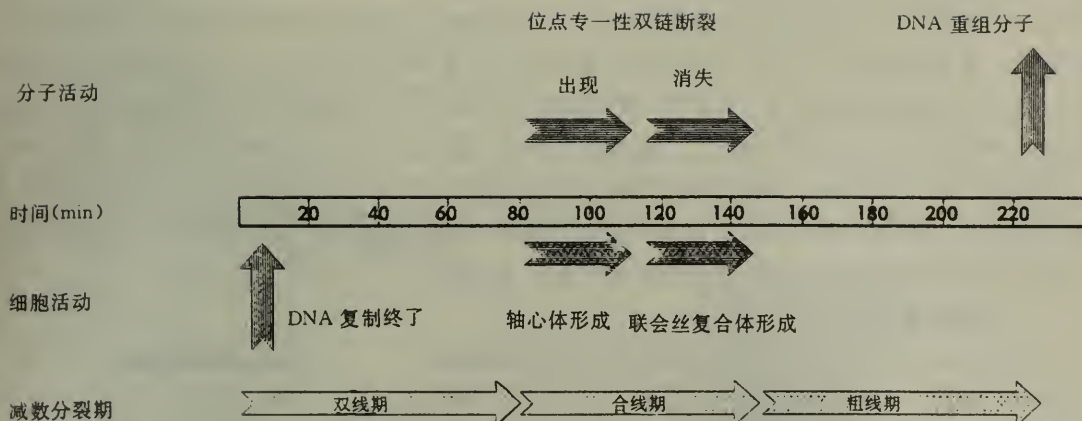 位点专一性双链断裂 DNA 重组分子
分子活动 出现 消失
时间(min) 20 40 60 80 100 120 140 160 180 200 220
细胞活动 DNA 复制终了 轴心体形成 联会丝复合体形成
减数分裂期 双线期 合线期 粗线期